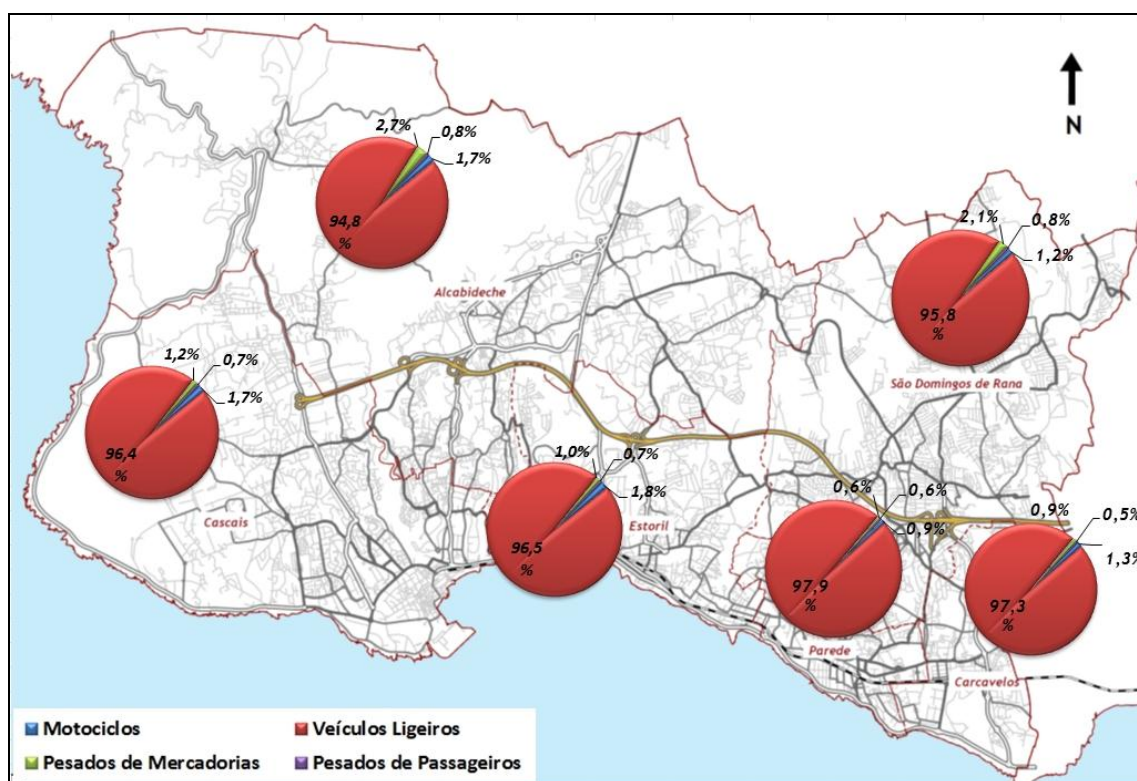 N
2,7%
0,8%
1,7%
94,8
%
Alcabideche
2,1%
0,8%
1,2%
95,8
%
São Domingos de Rana
1,2%
0,7%
1,7%
96,4
%
Cascais
1,0%
0,7%
1,8%
96,5
%
Estoril
0,6%
0,6%
0,9%
97,9
%
Parede
0,9%
0,5%
1,3%
97,3
%
Carcavelos
Motociclos
Veículos Ligeiros
Pesados de Mercadorias
Pesados de Passageiros